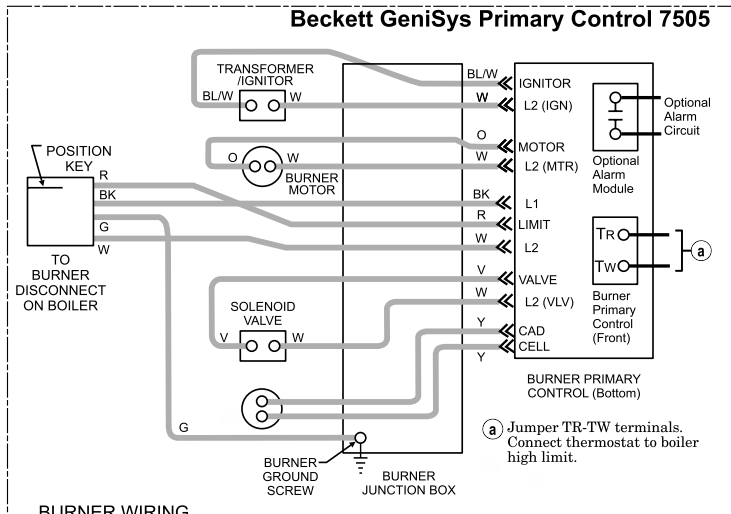 Beckett GeniSys Primary Control 7505
TRANSFORMER
/IGNITOR
BL/W
W
BL/W
W
IGNITOR
L2 (IGN)
Optional
Alarm
Circuit
Optional
Alarm
Module
O
W
BURNER
MOTOR
O
W
MOTOR
L2 (MTR)
POSITION
KEY
R
BK
G
W
TO
BURNER
DISCONNECT
ON BOILER
BK
R
W
L1
LIMIT
L2
TR
TW
a
Burner
Primary
Control
(Front)
SOLENOID
VALVE
V
W
V
W
VALVE
L2 (VLV)
Y
Y
CAD
CELL
BURNER PRIMARY
CONTROL (Bottom)
G
BURNER
GROUND
SCREW
BURNER
JUNCTION BOX
a Jumper TR-TW terminals.
Connect thermostat to boiler
high limit.
BURNER WIRING